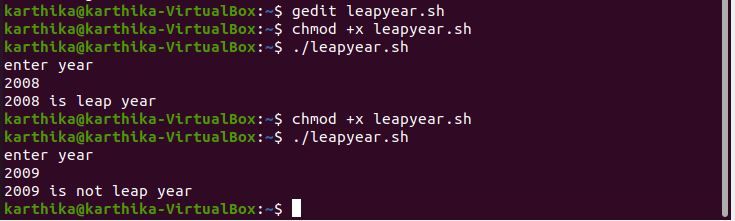 karthika@karthika-VirtualBox:~$ gedit leapyear.sh
karthika@karthika-VirtualBox:~$ chmod +x leapyear.sh
karthika@karthika-VirtualBox:~$ ./leapyear.sh
enter year
2008
2008 is leap year
karthika@karthika-VirtualBox:~$ chmod +x leapyear.sh
karthika@karthika-VirtualBox:~$ ./leapyear.sh
enter year
2009
2009 is not leap year
karthika@karthika-VirtualBox:~$